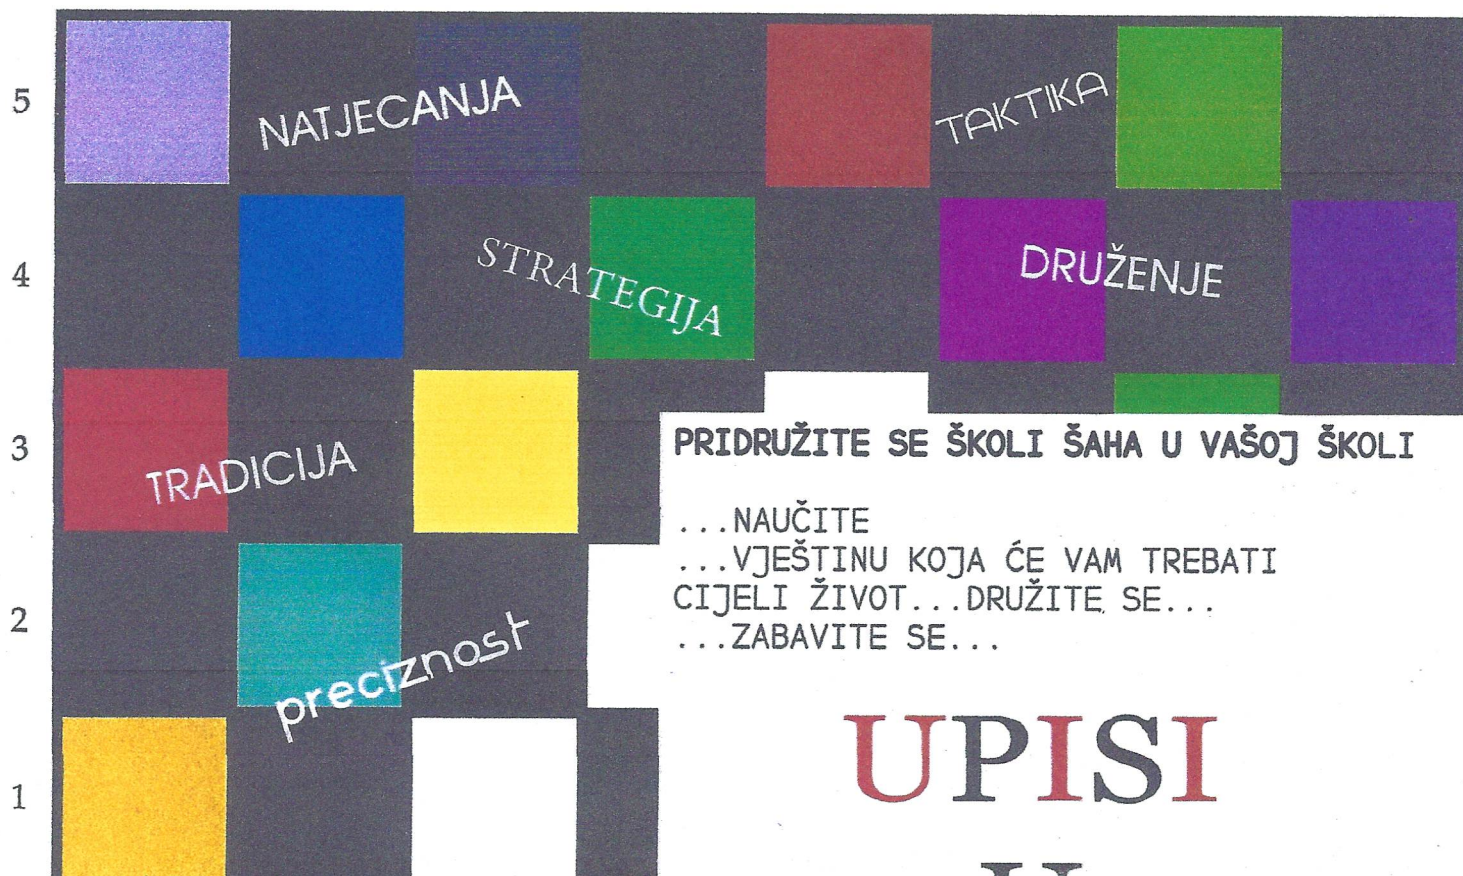 5
NATJECANJA
TAKTIKA
4
STRATEGIJA
DRUŽENJE
3
TRADICIJA
PRIDRUŽITE SE ŠKOLI ŠAHA U VAŠOJ ŠKOLI
...NAUČITE
...VJEŠTINU KOJA ĆE VAM TREBATI
CIJELI ŽIVOT...DRUŽITE SE...
...ZABAVITE SE...
2
preciznost
UPISI
1